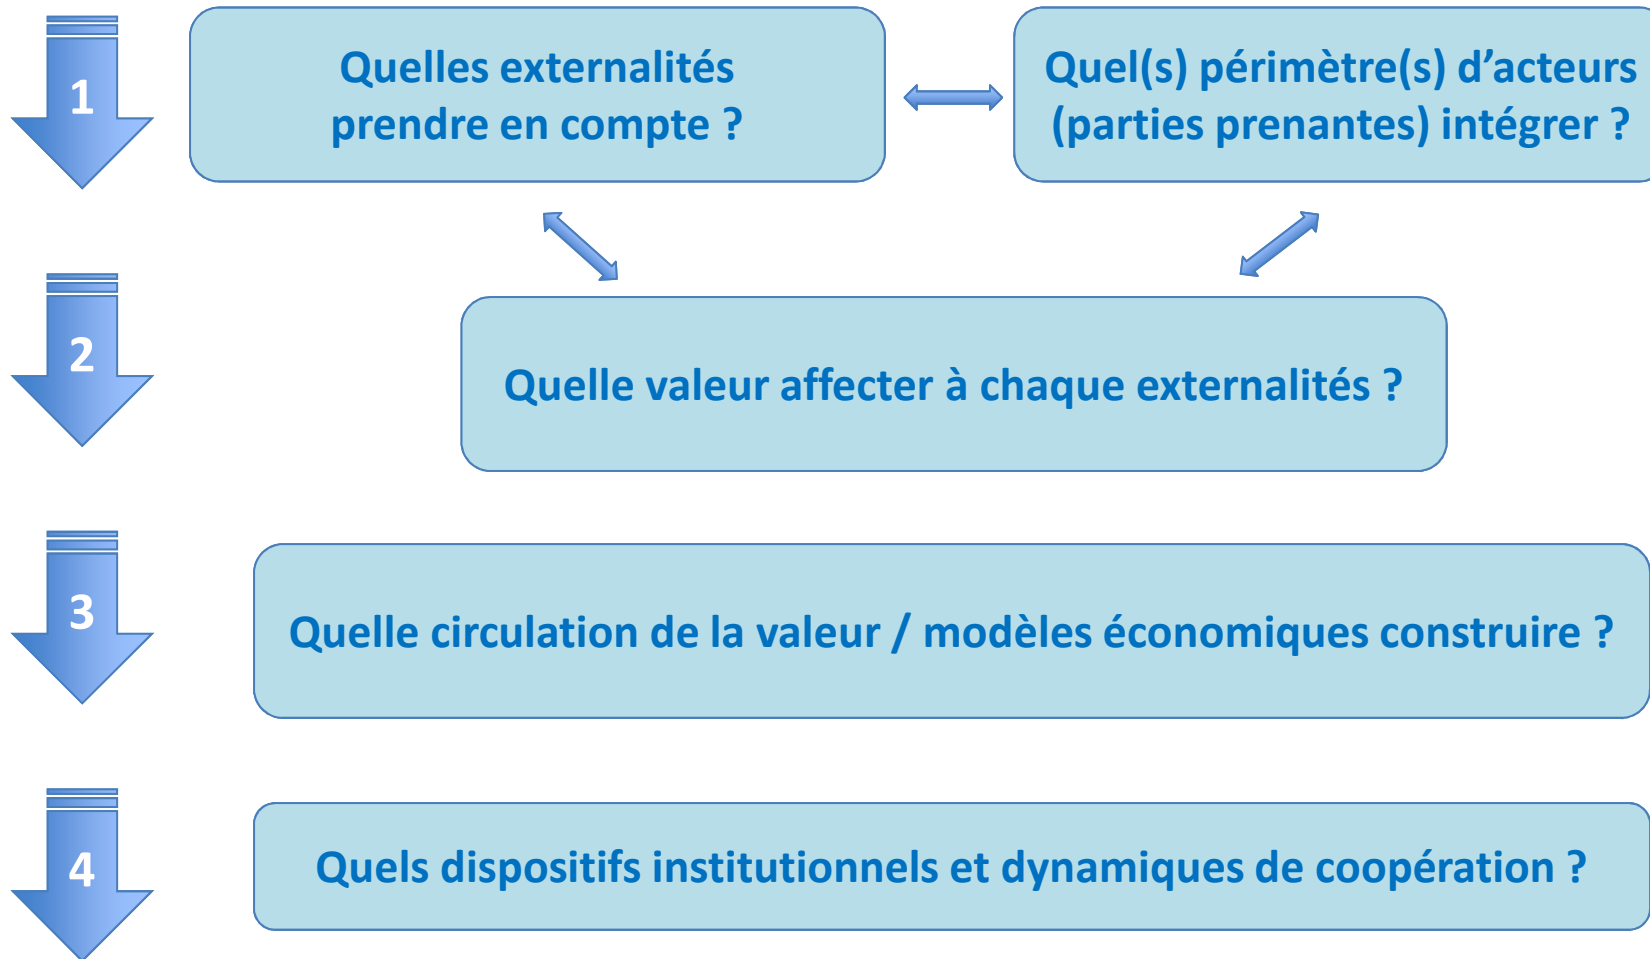 1
Quelles externalités
prendre en compte ?
Quel(s) périmètre(s) d’acteurs
(parties prenantes) intégrer ?
2
Quelle valeur affecter à chaque externalités ?
3
Quelle circulation de la valeur / modèles économiques construire ?
4
Quels dispositifs institutionnels et dynamiques de coopération ?